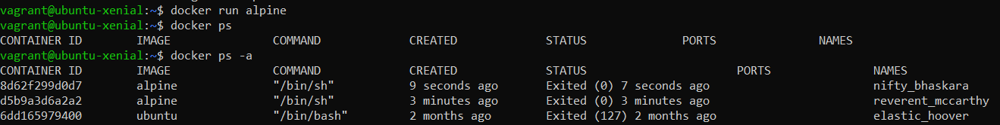 vagrant@ubuntu-xenial:~$ docker run alpine
vagrant@ubuntu-xenial:~$ docker ps
CONTAINER ID        IMAGE               COMMAND             CREATED             STATUS              PORTS               NAMES
vagrant@ubuntu-xenial:~$ docker ps -a
CONTAINER ID        IMAGE               COMMAND             CREATED             STATUS                      PORTS               NAMES
8d62f299d0d7        alpine              "/bin/sh"           9 seconds ago       Exited (0) 7 seconds ago                        nifty_bhaskara
d5b9a3d6a2a2        alpine              "/bin/sh"           3 minutes ago       Exited (0) 3 minutes ago                        reverent_mccarthy
6dd165979400        ubuntu              "/bin/bash"         2 months ago        Exited (127) 2 months ago                       elastic_hoover